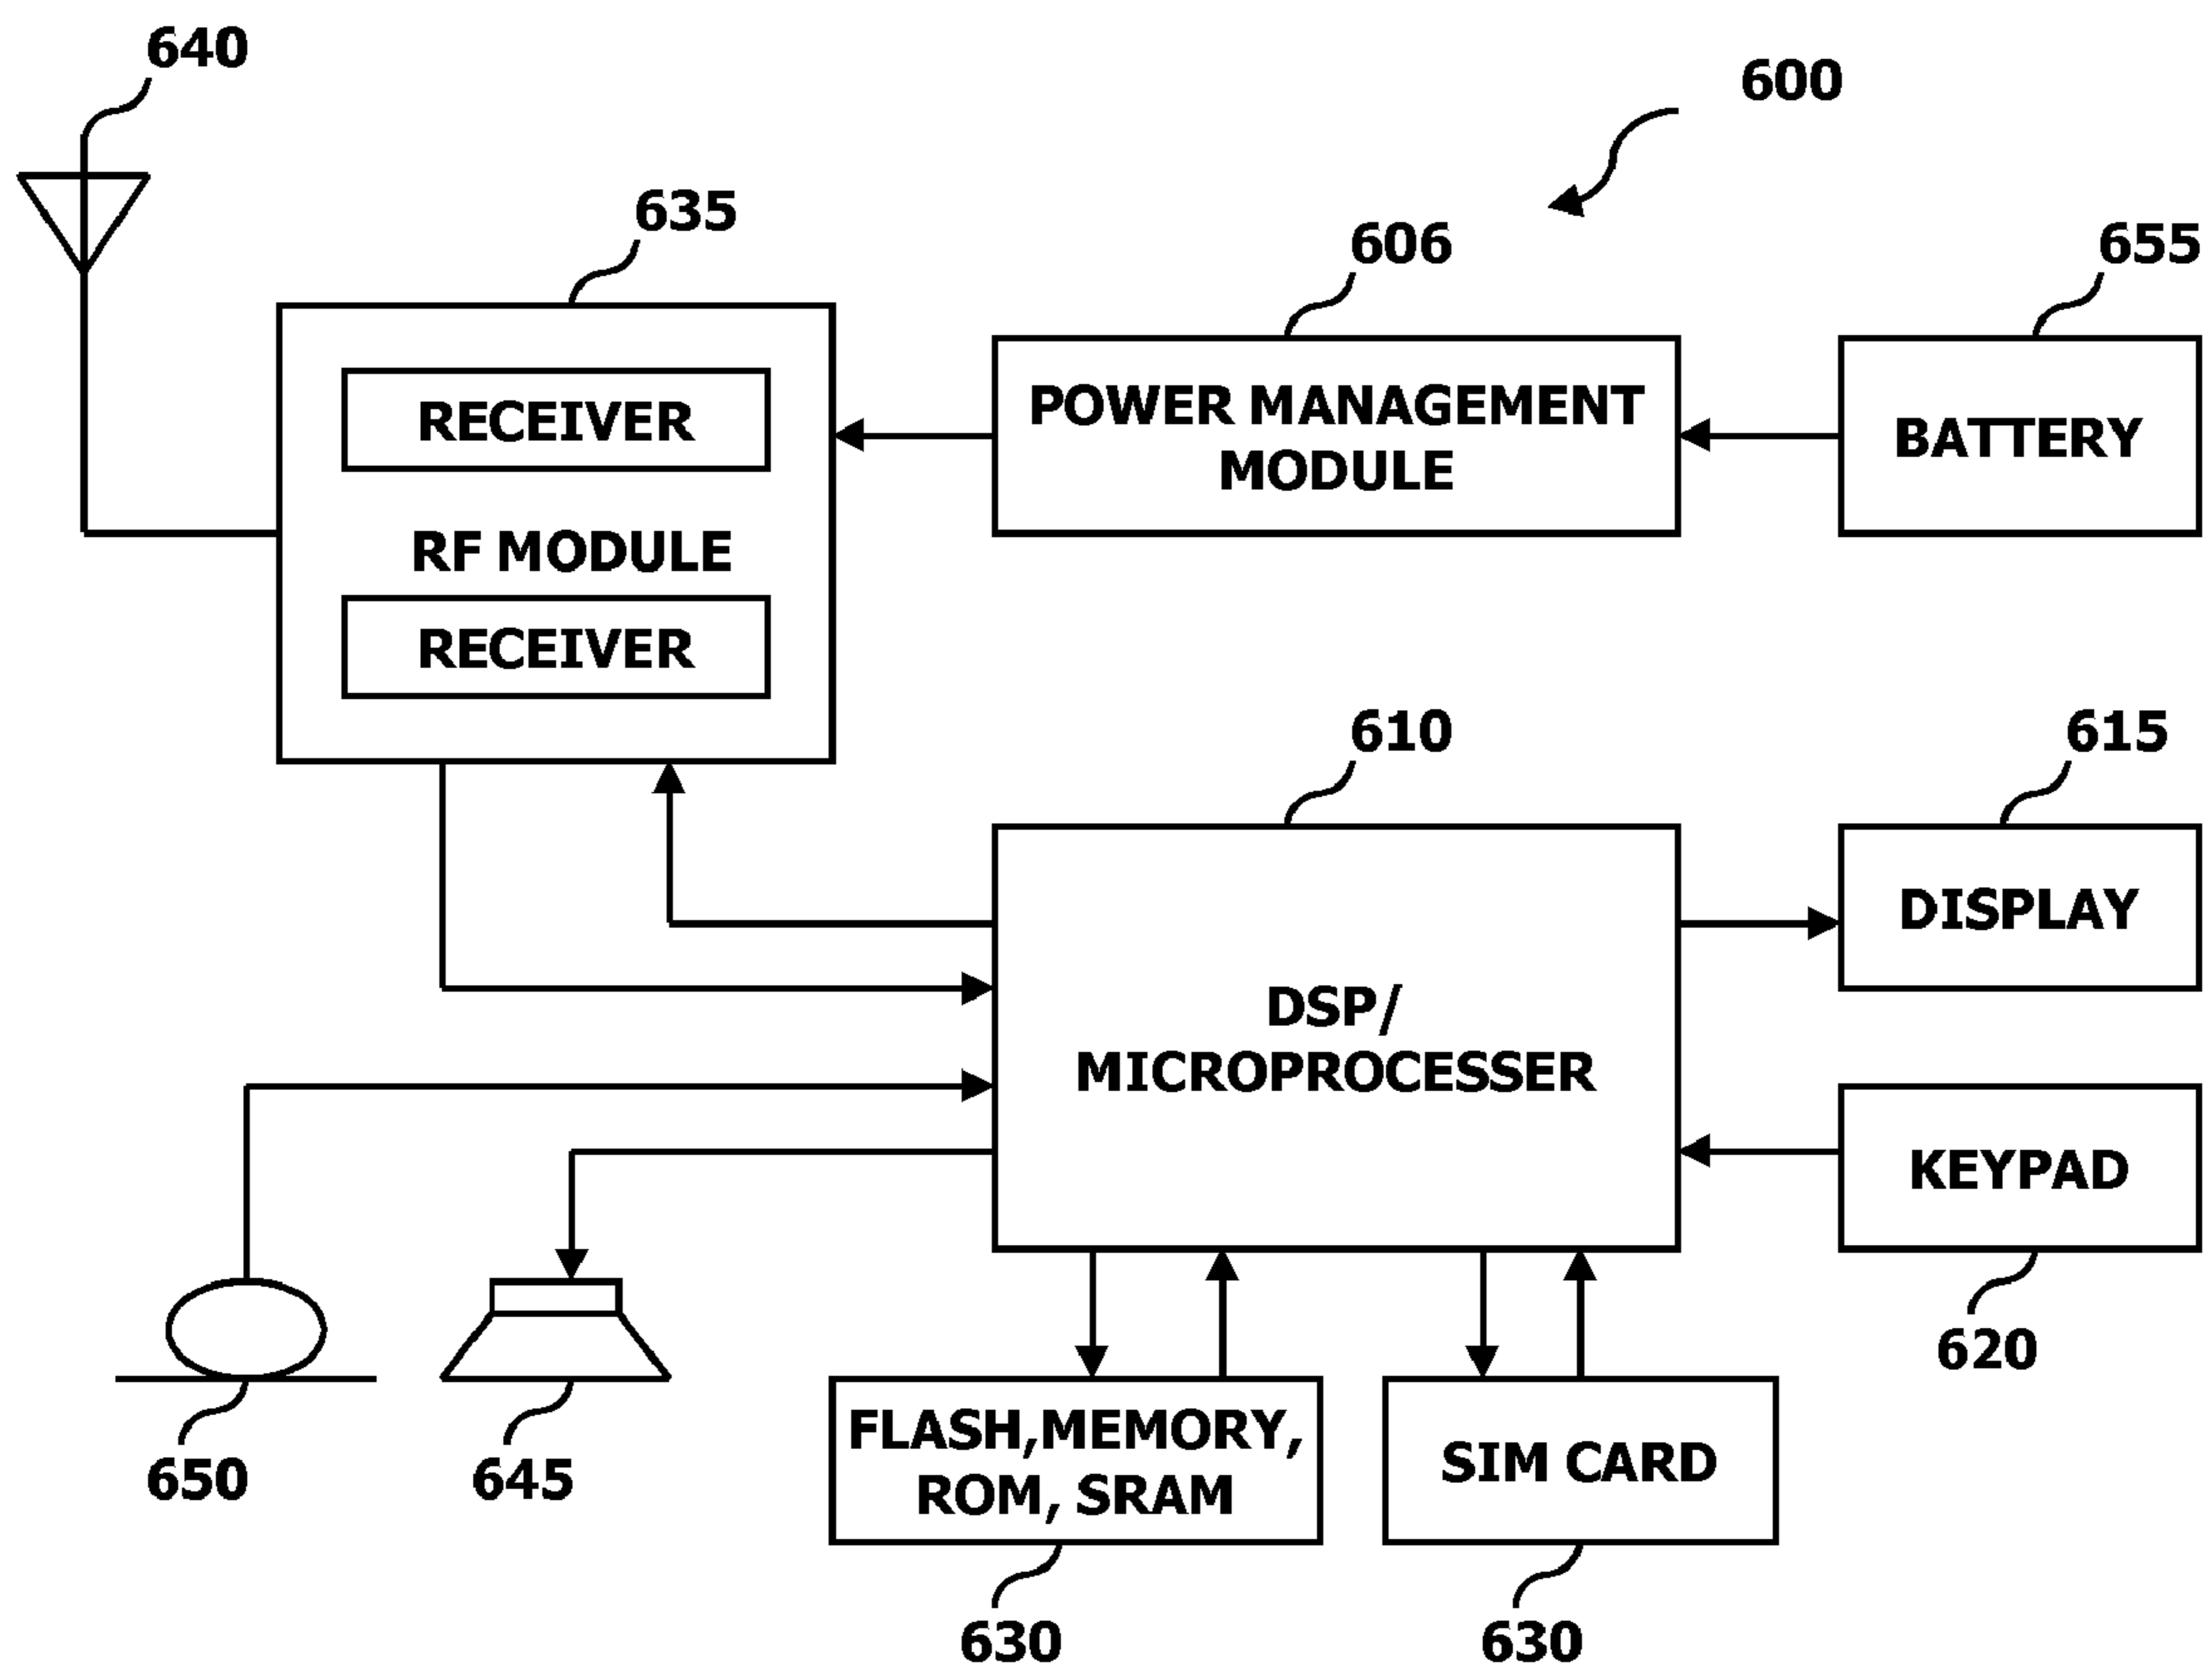 640
600
635
606
655
RECEIVER
POWER MANAGEMENT
MODULE
BATTERY
RF MODULE
RECEIVER
610
615
DSP/
MICROPROCESSER
DISPLAY
KEYPAD
620
650
645
FLASH,MEMORY,
ROM, SRAM
SIM CARD
630
630